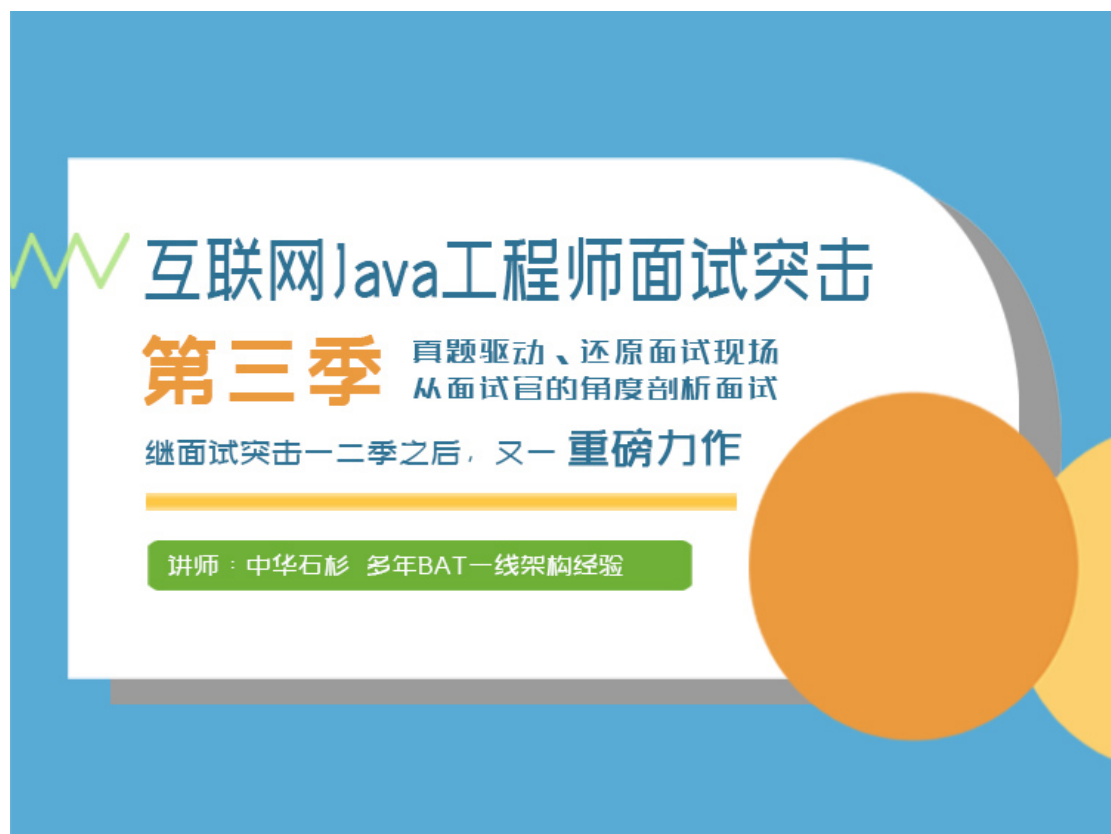 互联网Java工程师面试突击
第三季
真题驱动、还原面试现场
从面试官的角度剖析面试
继面试突击一二季之后，又一 重磅力作
讲师：中华石杉 多年BAT一线架构经验